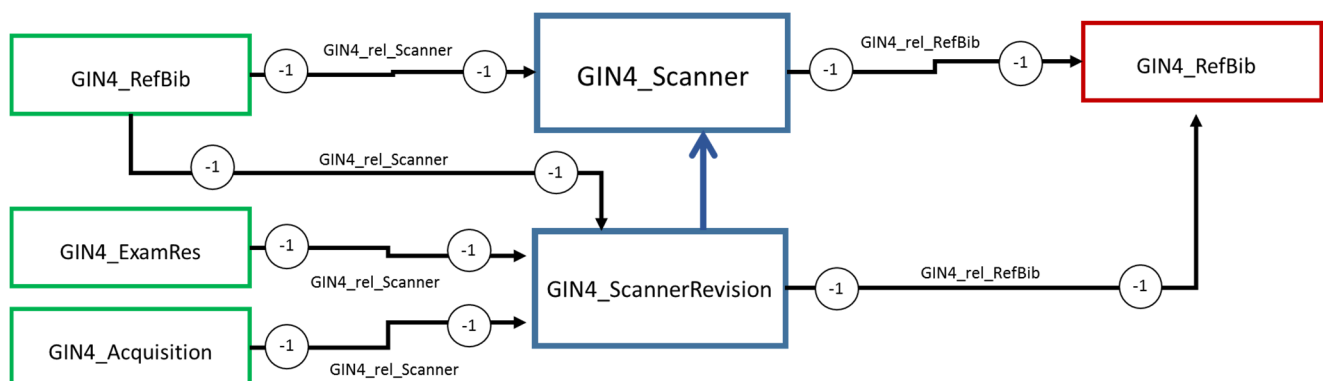 GIN4_RefBib
-1
GIN4_rel_Scanner
-1
GIN4_Scanner
-1
GIN4_rel_RefBib
-1
GIN4_RefBib
-1
GIN4_rel_Scanner
-1
GIN4_ExamRes
-1
GIN4_rel_Scanner
-1
GIN4_ScannerRevision
-1
GIN4_rel_RefBib
-1
GIN4_Acquisition
-1
GIN4_rel_Scanner
-1